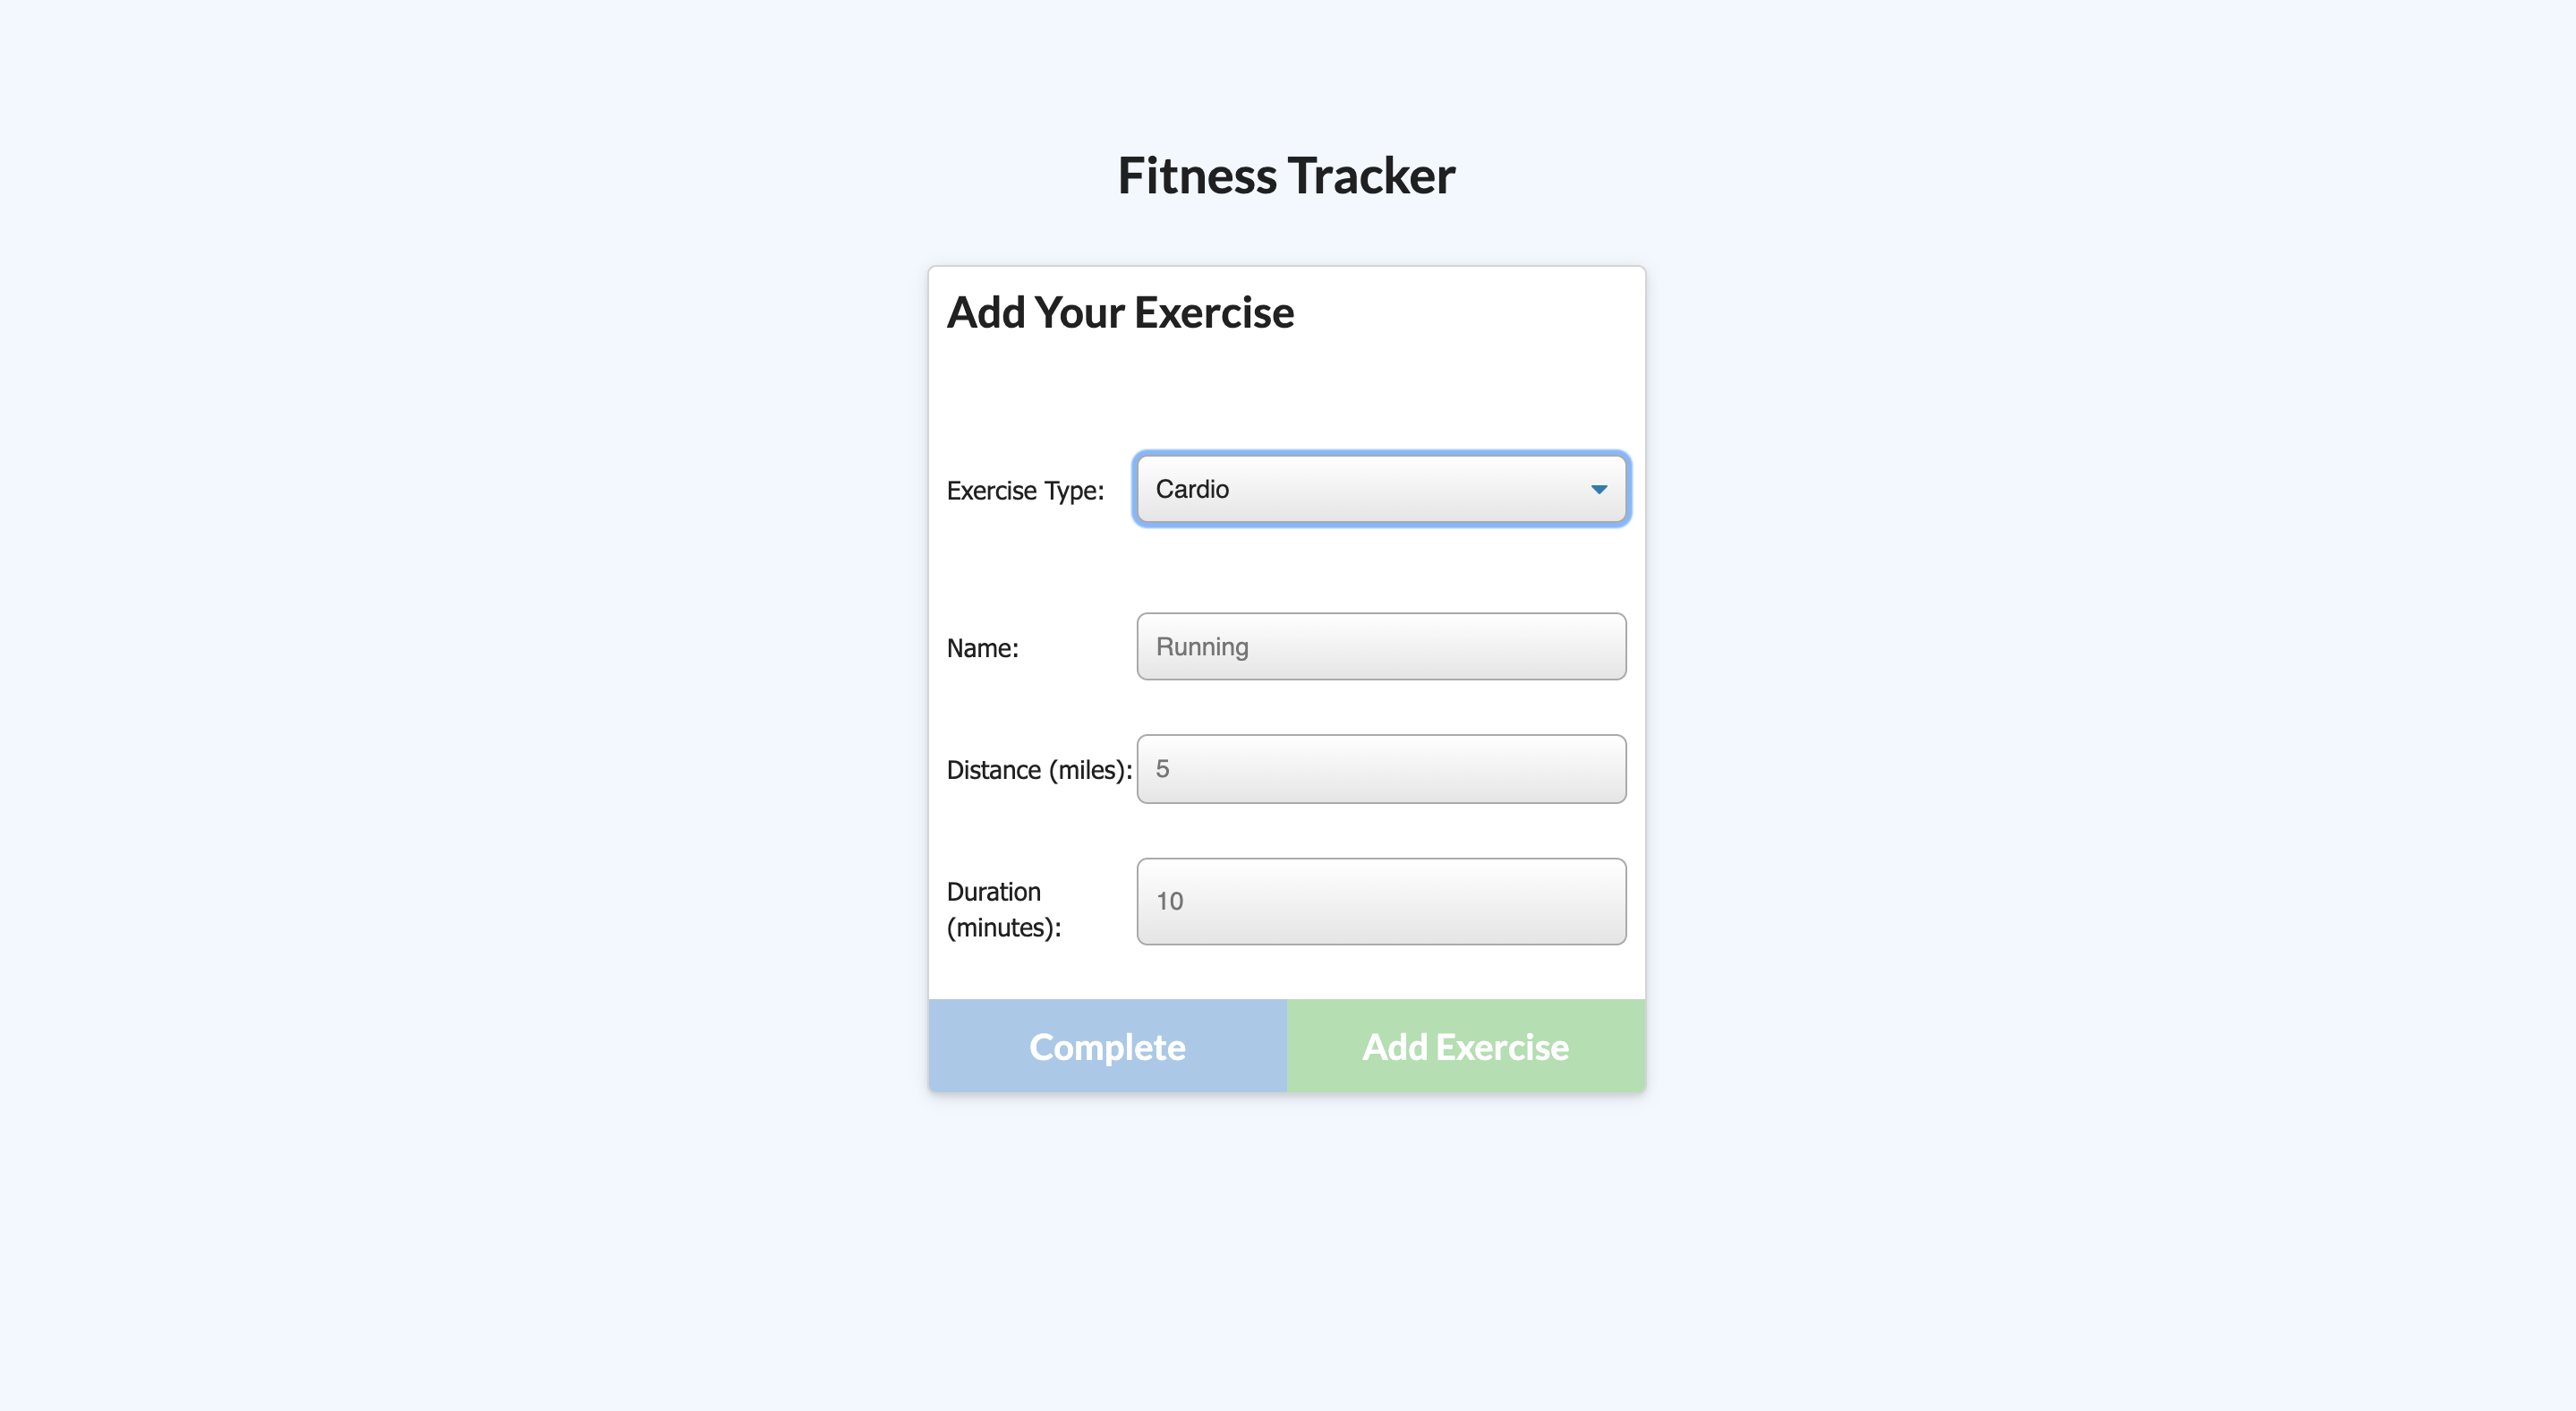 Fitness Tracker
Add Your Exercise
Exercise Type: Cardio
Name: Running
Distance (miles): 5
Duration
(minutes): 10
Complete Add Exercise